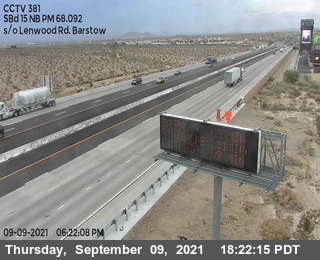 CCTV 381
SBd 15 NB PM 68.092
s/o Lenwood Rd. Barstow
09-09-2021 06:22:08 PM
Thursday, September 09, 2021 18:22:15 PDT